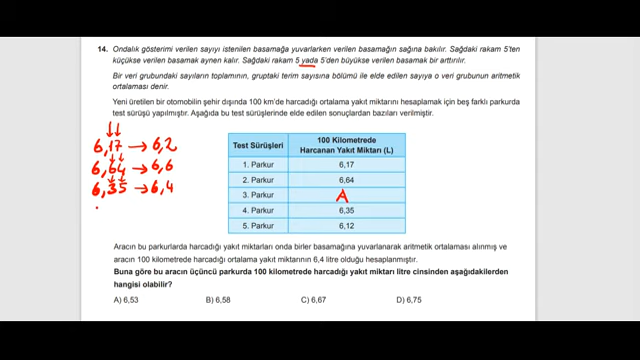 14. Ondalık gösterimi verilen sayıyı istenilen basamağa yuvarlarken verilen basamağın sağına bakılır. Sağdaki rakam 5'ten
küçükse verilen basamak aynen kalır. Sağdaki rakam 5 yada 5'den büyükse verilen basamak bir arttırılır.
Bir veri grubundaki sayıların toplamının, gruptaki terim sayısına bölümü ile elde edilen sayıya o veri grubunun aritmetik
ortalaması denir.
Yeni üretilen bir otomobilin şehir dışında 100 km'de harcadığı ortalama yakıt miktarını hesaplamak için beş farklı parkurda
test sürüşü yapılmıştır. Aşağıda bu test sürüşlerinde elde edilen sonuçlardan bazıları verilmiştir.
6,17 → 6,2
6,64 → 6,6
6,35 → 6,4
Test Sürüşleri 100 Kilometrede Harcanan Yakıt Miktarı (L)
1. Parkur 6,17
2. Parkur 6,64
3. Parkur A
4. Parkur 6,35
5. Parkur 6,12
Aracın bu parkurlarda harcadığı yakıt miktarları onda birler basamağına yuvarlanarak aritmetik ortalaması alınmış ve
aracın 100 kilometrede harcadığı ortalama yakıt miktarının 6,4 litre olduğu hesaplanmıştır.
Buna göre bu aracın üçüncü parkurda 100 kilometrede harcadığı yakıt miktarı litre cinsinden aşağıdakilerden
hangisi olabilir?
A) 6,53 B) 6,58 C) 6,67 D) 6,75